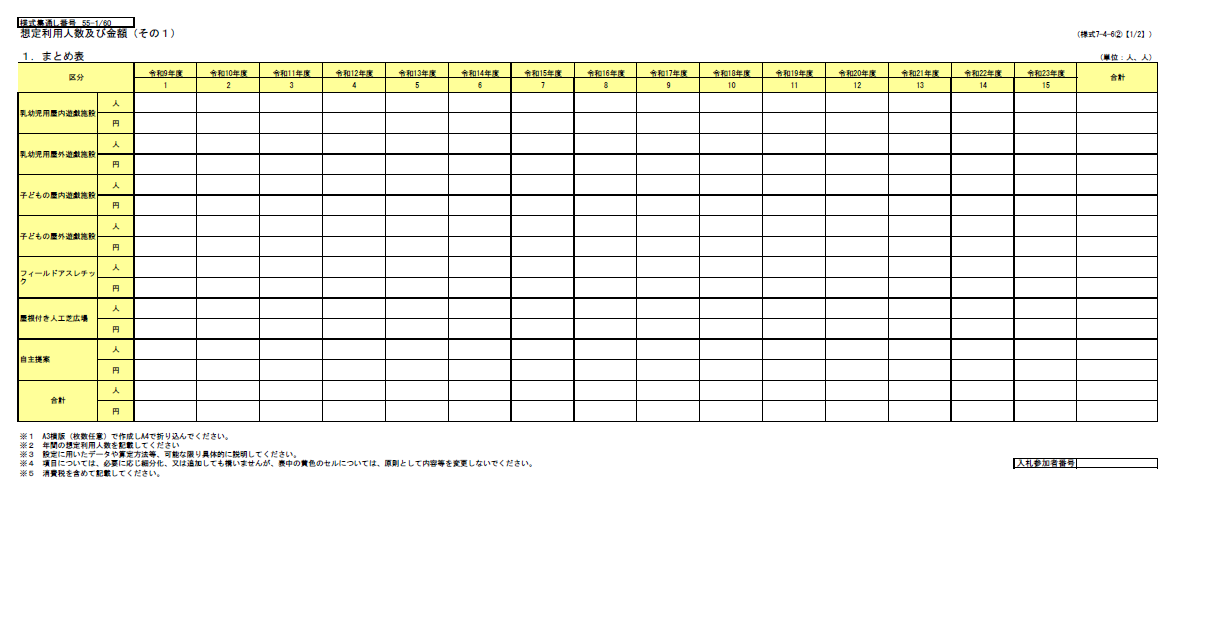 様式集通し番号 55-1/60
想定利用人数及び金額（その１）
（様式7-4-6②【1/2】）
１．まとめ表
（単位：人、人）
区分 令和9年度 令和10年度 令和11年度 令和12年度 令和13年度 令和14年度 令和15年度 令和16年度 令和17年度 令和18年度 令和19年度 令和20年度 令和21年度 令和22年度 令和23年度 合計
1 2 3 4 5 6 7 8 9 10 11 12 13 14 15
乳幼児用屋内遊戯施設 人
円
乳幼児用屋外遊戯施設 人
円
子どもの屋内遊戯施設 人
円
子どもの屋外遊戯施設 人
円
フィールドアスレチッ
ク 人
円
屋根付き人工芝広場 人
円
自主提案 人
円
合計 人
円
※１　A3横版（枚数任意）で作成しA4で折り込んでください。
※２　年間の想定利用人数を記載してください
※３　設定に用いたデータや算定方法等、可能な限り具体的に説明してください。
※４　項目については、必要に応じ細分化、又は追加しても構いませんが、表中の黄色のセルについては、原則として内容等を変更しないでください。
※５　消費税を含めて記載してください。
入札参加者番号